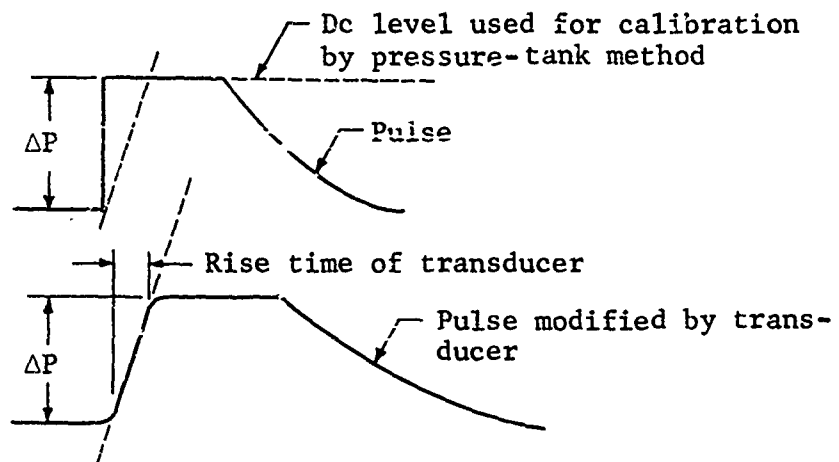 Dc level used for calibration
by pressure-tank method
ΔP
Pulse
Rise time of transducer
ΔP
Pulse modified by trans-
ducer